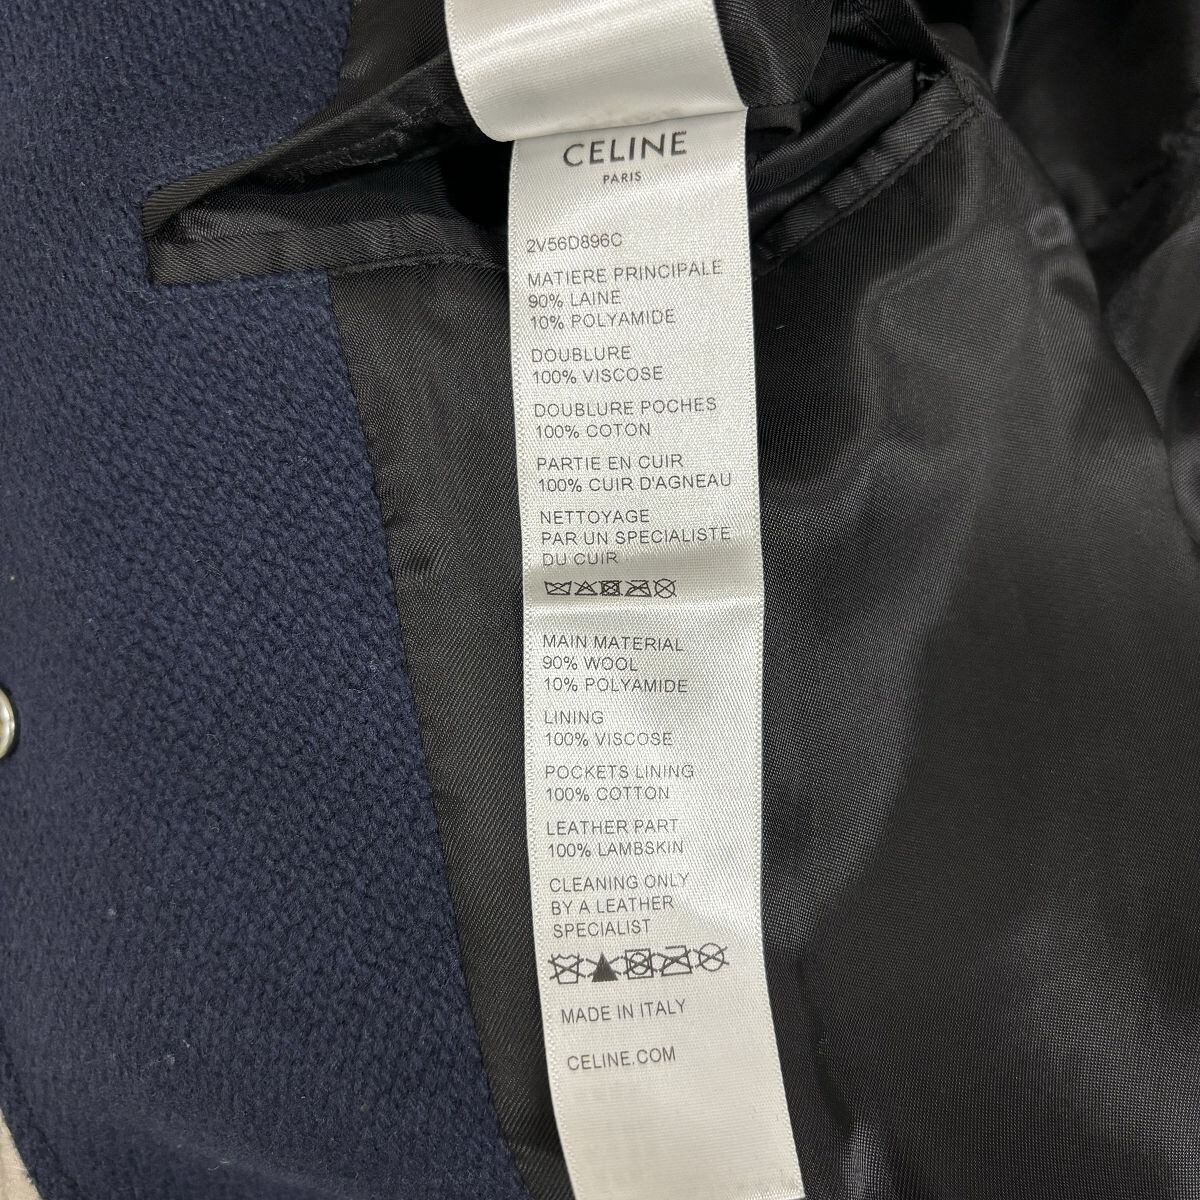 CELINE
PARIS
2V56D896C
MATIERE PRINCIPALE
90% LAINE
10% POLYAMIDE
DOUBLURE
100% VISCOSE
DOUBLURE POCHES
100% COTON
PARTIE EN CUIR
100% CUIR D'AGNEAU
NETTOYAGE
PAR UN SPECIALISTE
DU CUIR
MAIN MATERIAL
90% WOOL
10% POLYAMIDE
LINING
100% VISCOSE
POCKETS LINING
100% COTTON
LEATHER PART
100% LAMBSKIN
CLEANING ONLY
BY A LEATHER
SPECIALIST
MADE IN ITALY
CELINE.COM